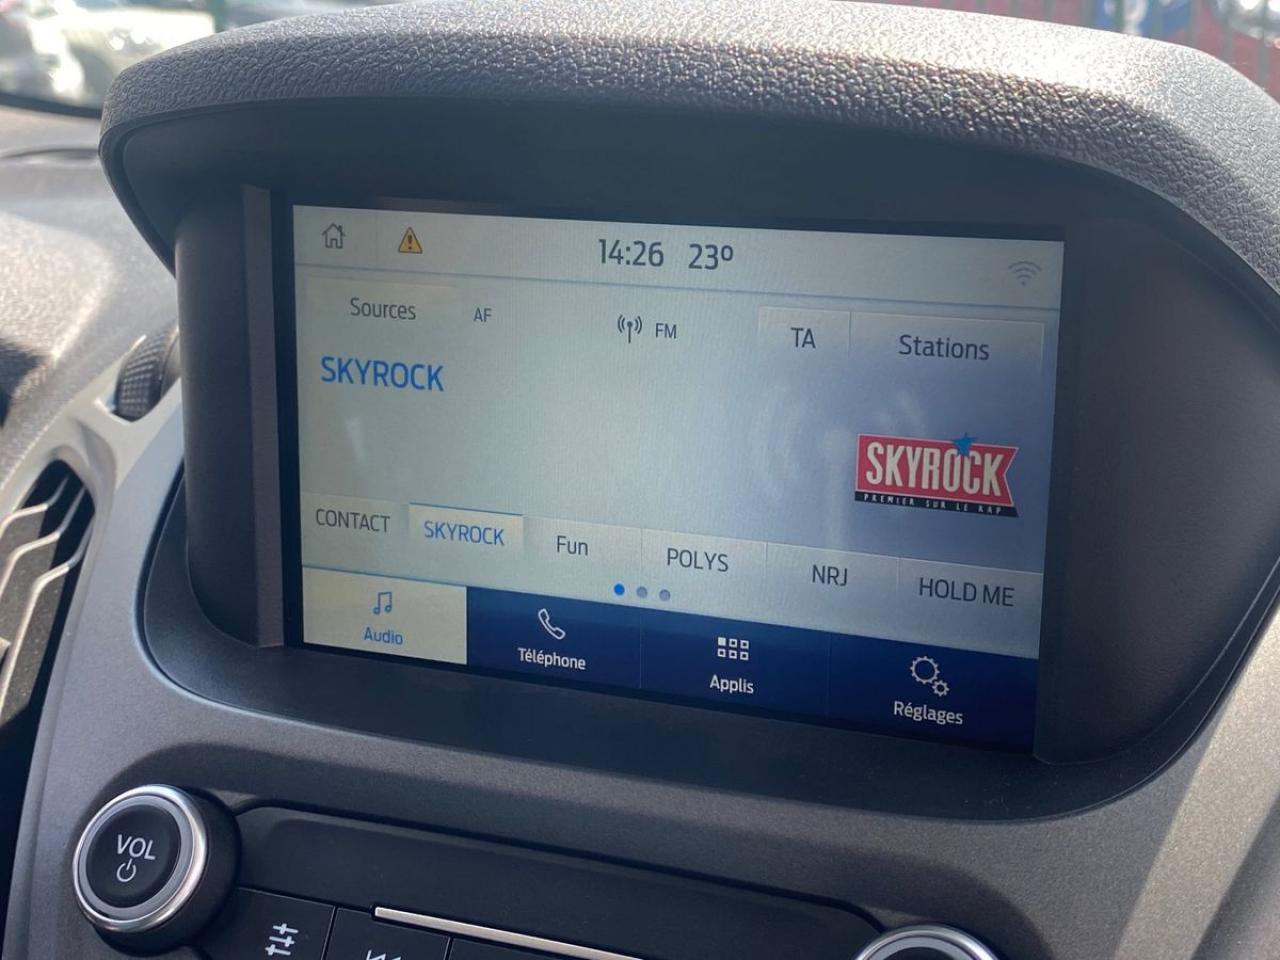 14:26 23º
Sources AF FM TA Stations
SKYROCK
SKYROCK
PREMIER SUR LE RAP
CONTACT SKYROCK Fun POLYS NRJ HOLD ME
Audio Téléphone Applis Réglages
VOL